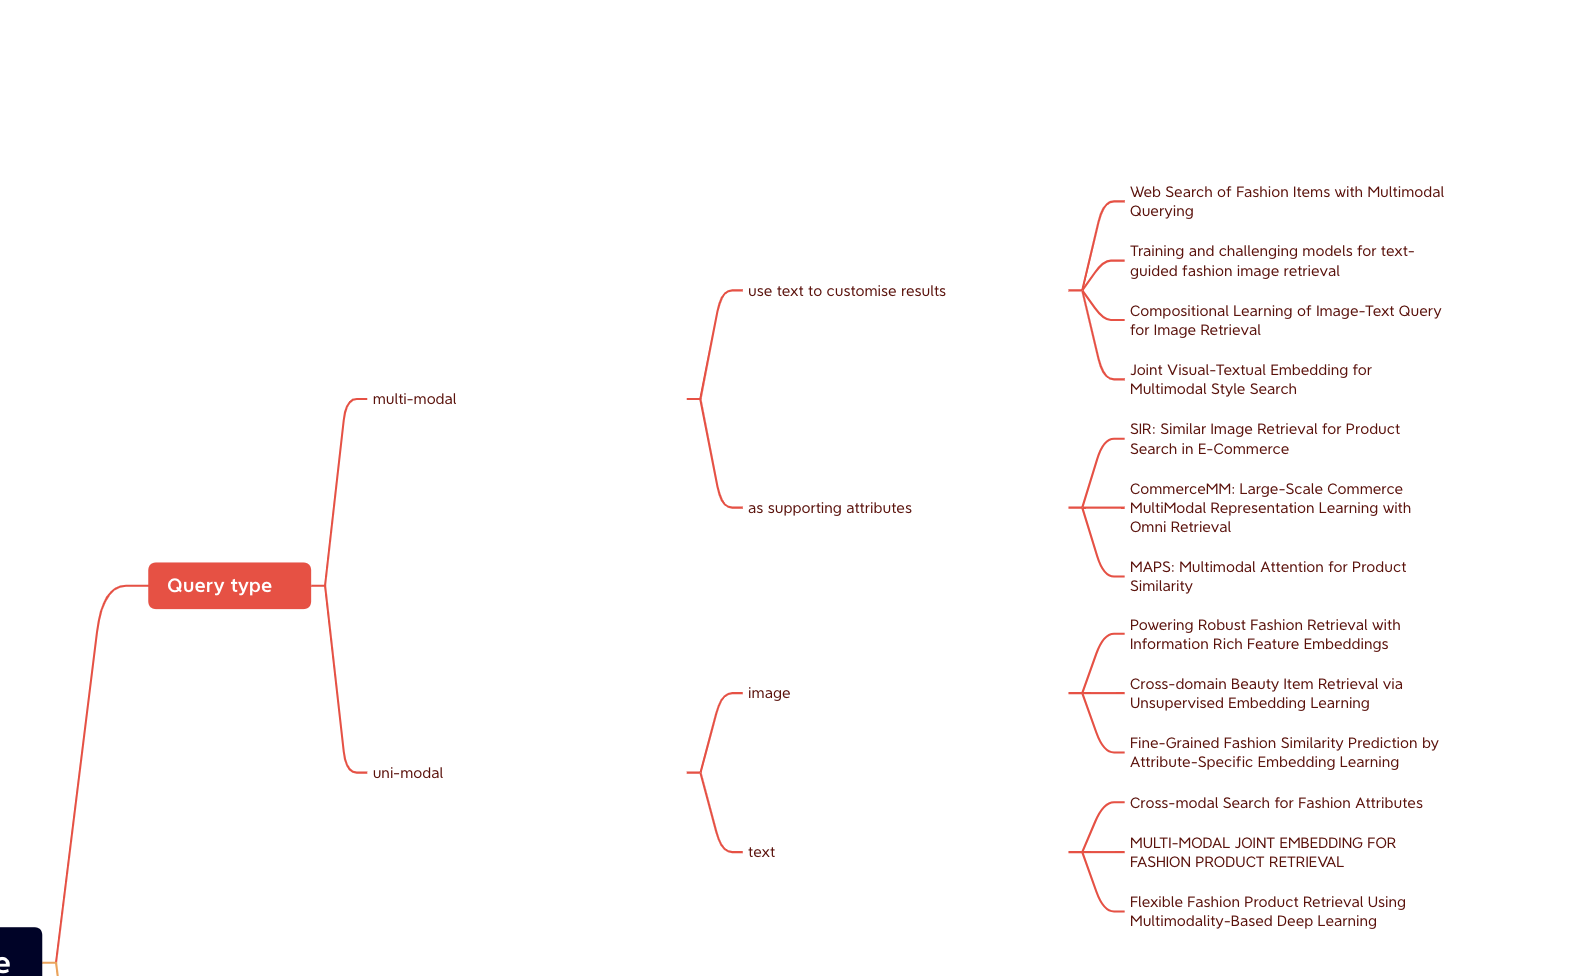 Web Search of Fashion Items with Multimodal
Querying
Training and challenging models for text-
guided fashion image retrieval
use text to customise results
Compositional Learning of Image-Text Query
for Image Retrieval
Joint Visual-Textual Embedding for
Multimodal Style Search
multi-modal
SIR: Similar Image Retrieval for Product
Search in E-Commerce
CommerceMM: Large-Scale Commerce
MultiModal Representation Learning with
Omni Retrieval
as supporting attributes
MAPS: Multimodal Attention for Product
Similarity
Query type
Powering Robust Fashion Retrieval with
Information Rich Feature Embeddings
Cross-domain Beauty Item Retrieval via
Unsupervised Embedding Learning
image
Fine-Grained Fashion Similarity Prediction by
Attribute-Specific Embedding Learning
uni-modal
Cross-modal Search for Fashion Attributes
MULTI-MODAL JOINT EMBEDDING FOR
FASHION PRODUCT RETRIEVAL
text
Flexible Fashion Product Retrieval Using
Multimodality-Based Deep Learning
e